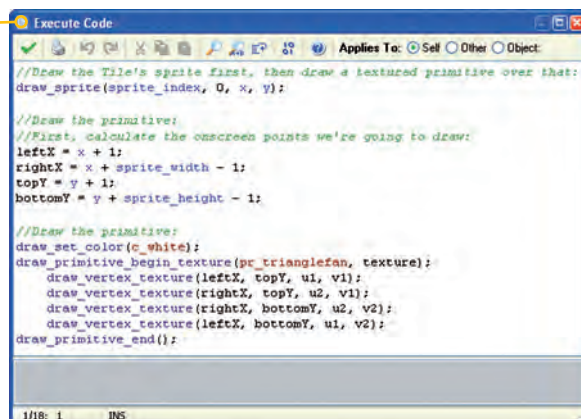 Execute Code
Applies To: Self Other Object:
//Draw the Tile's sprite first, then draw a textured primitive over that:
draw_sprite(sprite_index, 0, x, y);
//Draw the primitive:
//First, calculate the onscreen points we're going to draw:
leftX = x + 1;
rightX = x + sprite_width - 1;
topY = y + 1;
bottomY = y + sprite_height - 1;
//Draw the primitive:
draw_set_color(c_white);
draw_primitive_begin_texture(pr_trianglefan, texture);
draw_vertex_texture(leftX, topY, u1, v1);
draw_vertex_texture(rightX, topY, u2, v1);
draw_vertex_texture(rightX, bottomY, u2, v2);
draw_vertex_texture(leftX, bottomY, u1, v2);
draw_primitive_end();
1/18: 1 INS